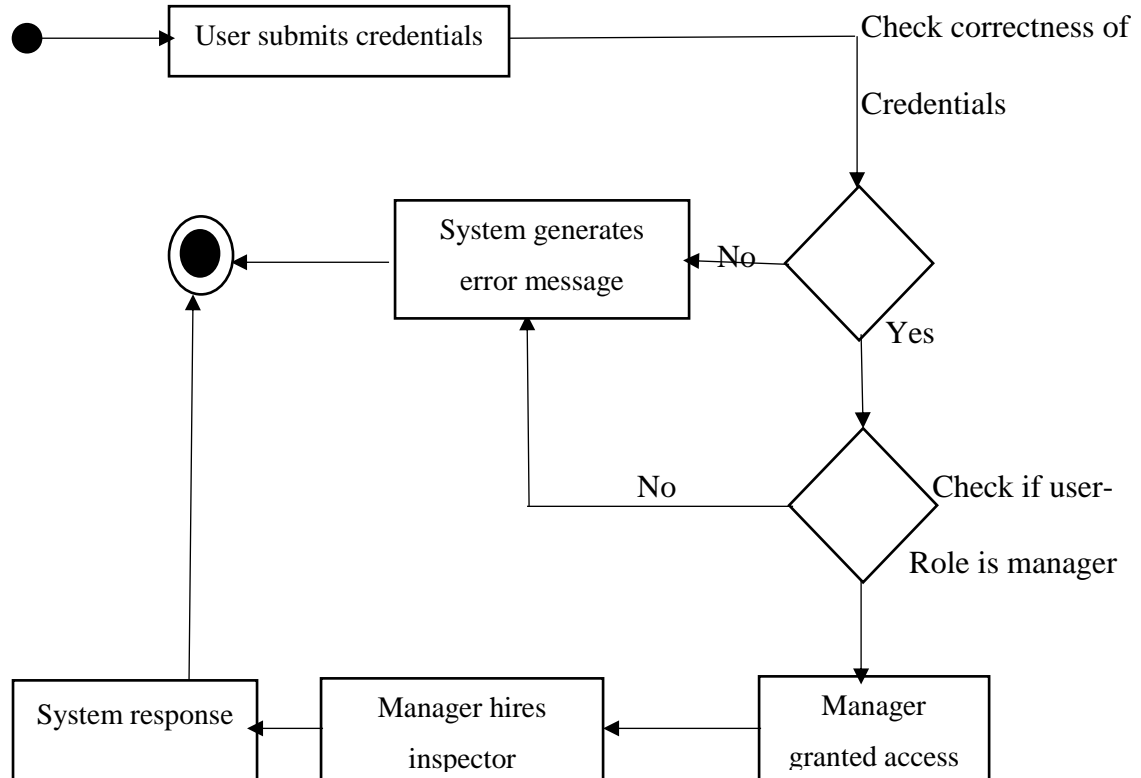 User submits credentials
Check correctness of
Credentials
System generates
error message
No
Yes
No
Check if user-
Role is manager
System response
Manager hires
inspector
Manager
granted access